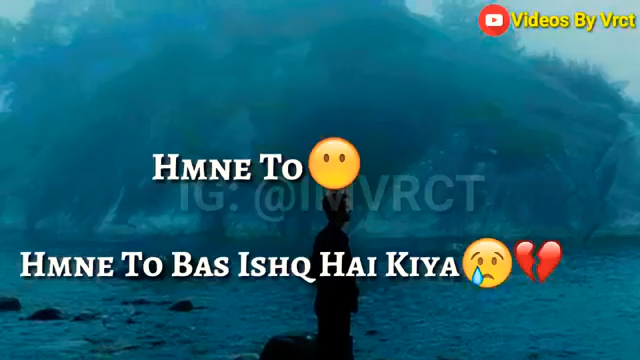 Videos By Vrct
Hmne To😶
IG: @IMVRCT
Hmne To Bas Ishq Hai Kiya😢💔